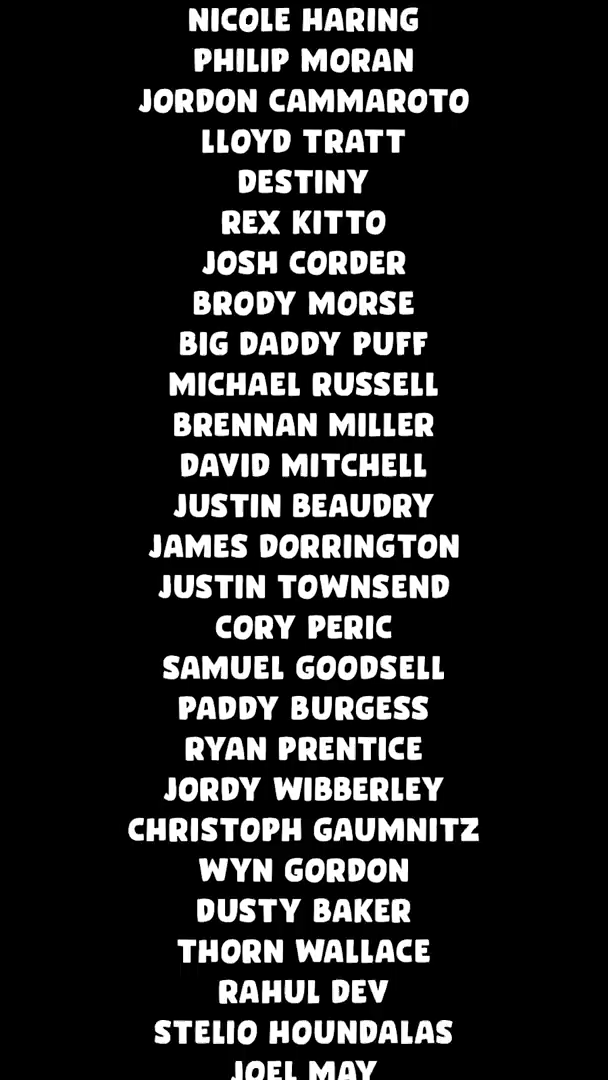 NICOLE HARING
PHILIP MORAN
JORDON CAMMAROTO
LLOYD TRATT
DESTINY
REX KITTO
JOSH CORDER
BRODY MORSE
BIG DADDY PUFF
MICHAEL RUSSELL
BRENNAN MILLER
DAVID MITCHELL
JUSTIN BEAUDRY
JAMES DORRINGTON
JUSTIN TOWNSEND
CORY PERIC
SAMUEL GOODSELL
PADDY BURGESS
RYAN PRENTICE
JORDY WIBBERLEY
CHRISTOPH GAUMNITZ
WYN GORDON
DUSTY BAKER
THORN WALLACE
RAHUL DEV
STELIO HOUNDALAS
JOEL MAY